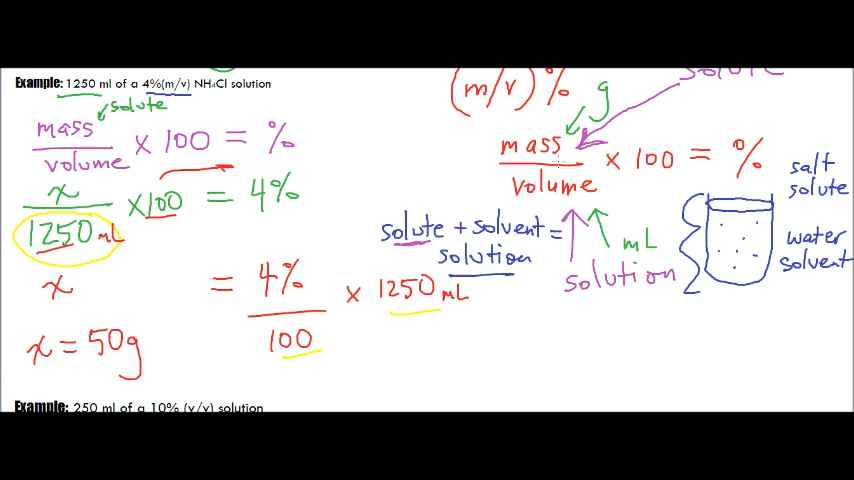 Example: 1250 ml of a 4%(m/v) NH4Cl solution
solute
mass
volume
× 100 = %
x
1250 mL
×100 = 4%
x = 4%
100
× 1250 mL
x = 50g
(m/v)%
g
mass
volume
× 100 = %
solute + solvent =
solution
mL
solution
salt
solute
water
solvent
Example: 250 ml of a 10% (v/v) solution